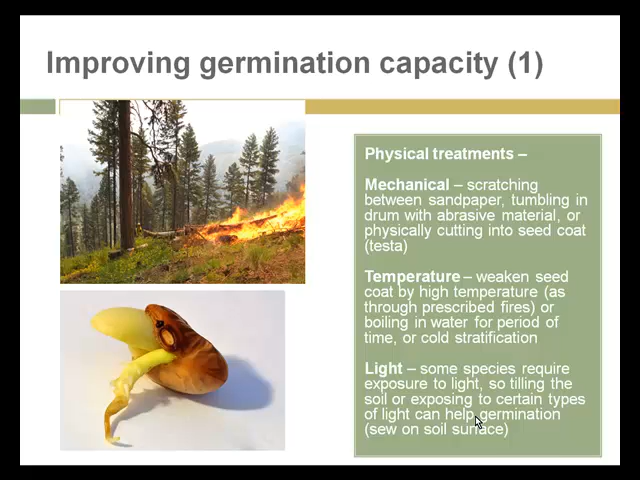 Improving germination capacity (1)
Physical treatments –
Mechanical – scratching
between sandpaper, tumbling in
drum with abrasive material, or
physically cutting into seed coat
(testa)
Temperature – weaken seed
coat by high temperature (as
through prescribed fires) or
boiling in water for period of
time, or cold stratification
Light – some species require
exposure to light, so tilling the
soil or exposing to certain types
of light can help germination
(sew on soil surface)